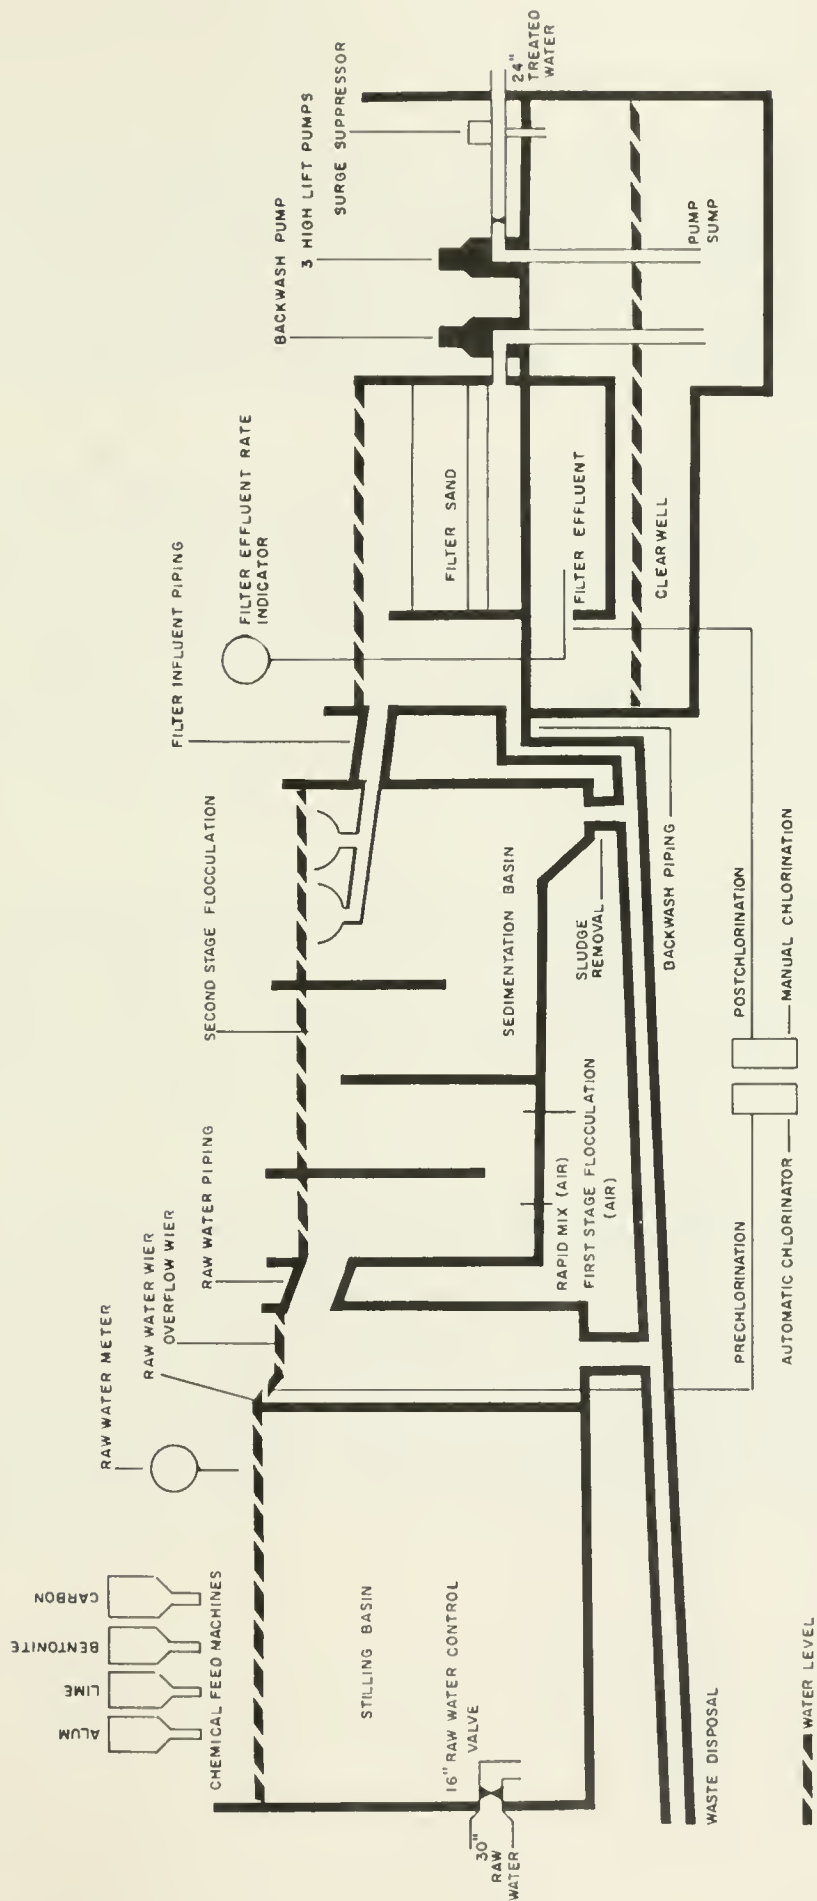 ALUM
LIME
BENTONITE
CARBON
CHEMICAL FEED MACHINES
RAW WATER METER
RAW WATER WIER
OVERFLOW WIER
RAW WATER PIPING
SECOND STAGE FLOCCULATION
FILTER INFLUENT PIPING
FILTER EFFLUENT RATE
INDICATOR
BACKWASH PUMP
3 HIGH LIFT PUMPS
SURGE SUPPRESSOR
24"
TREATED
WATER
STILLING BASIN
16" RAW WATER CONTROL
VALVE
30"
RAW
WATER
RAPID MIX (AIR)
FIRST STAGE FLOCCULATION
(AIR)
SEDIMENTATION BASIN
SLUDGE
REMOVAL
FILTER SAND
FILTER EFFLUENT
CLEARWELL
PUMP
SUMP
BACKWASH PIPING
WASTE DISPOSAL
PRECHLORINATION
POSTCHLORINATION
AUTOMATIC CHLORINATOR
MANUAL CHLORINATION
WATER LEVEL